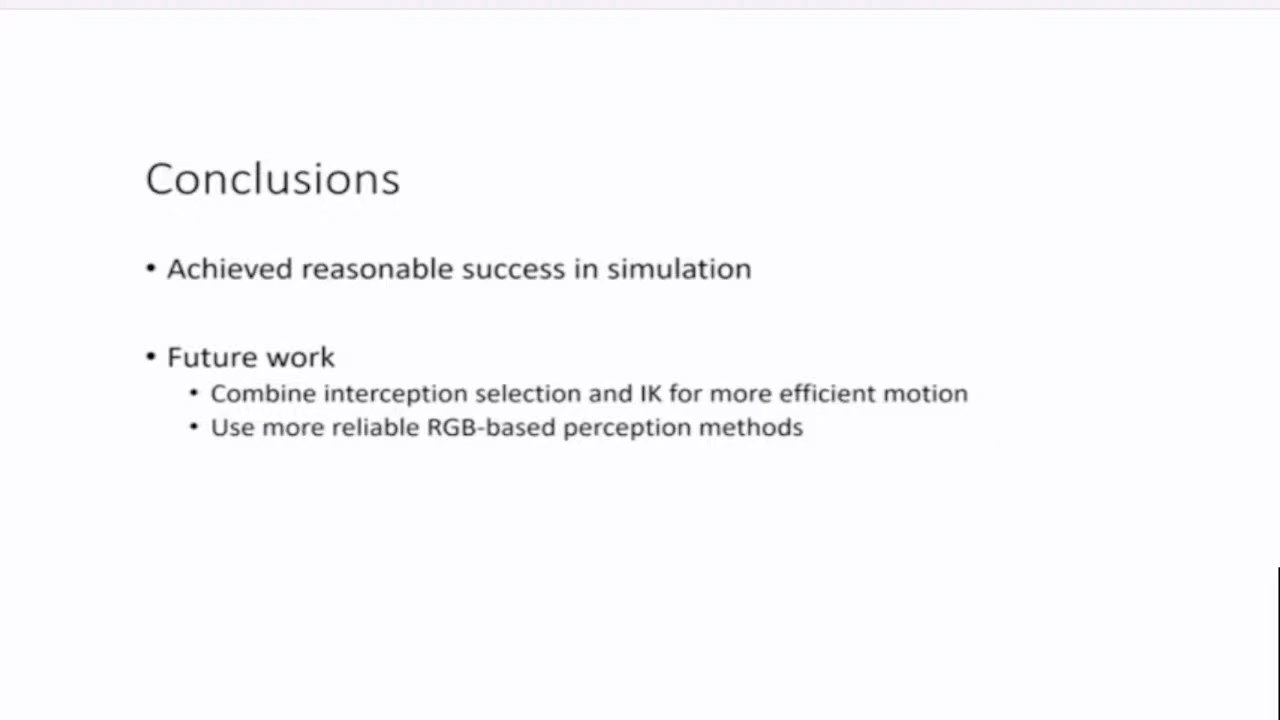 Conclusions
• Achieved reasonable success in simulation
• Future work
• Combine interception selection and IK for more efficient motion
• Use more reliable RGB-based perception methods